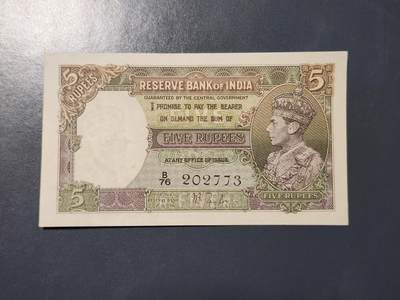 5 RESERVE BANK OF INDIA 5
RUPEES
GUARANTEED BY THE CENTRAL GOVERNMENT
I PROMISE TO PAY THE BEARER
ON DEMAND THE SUM OF
FIVE RUPEES
AT ANY OFFICE OF ISSUE.
B/76 202773
5
FIVE RUPEES